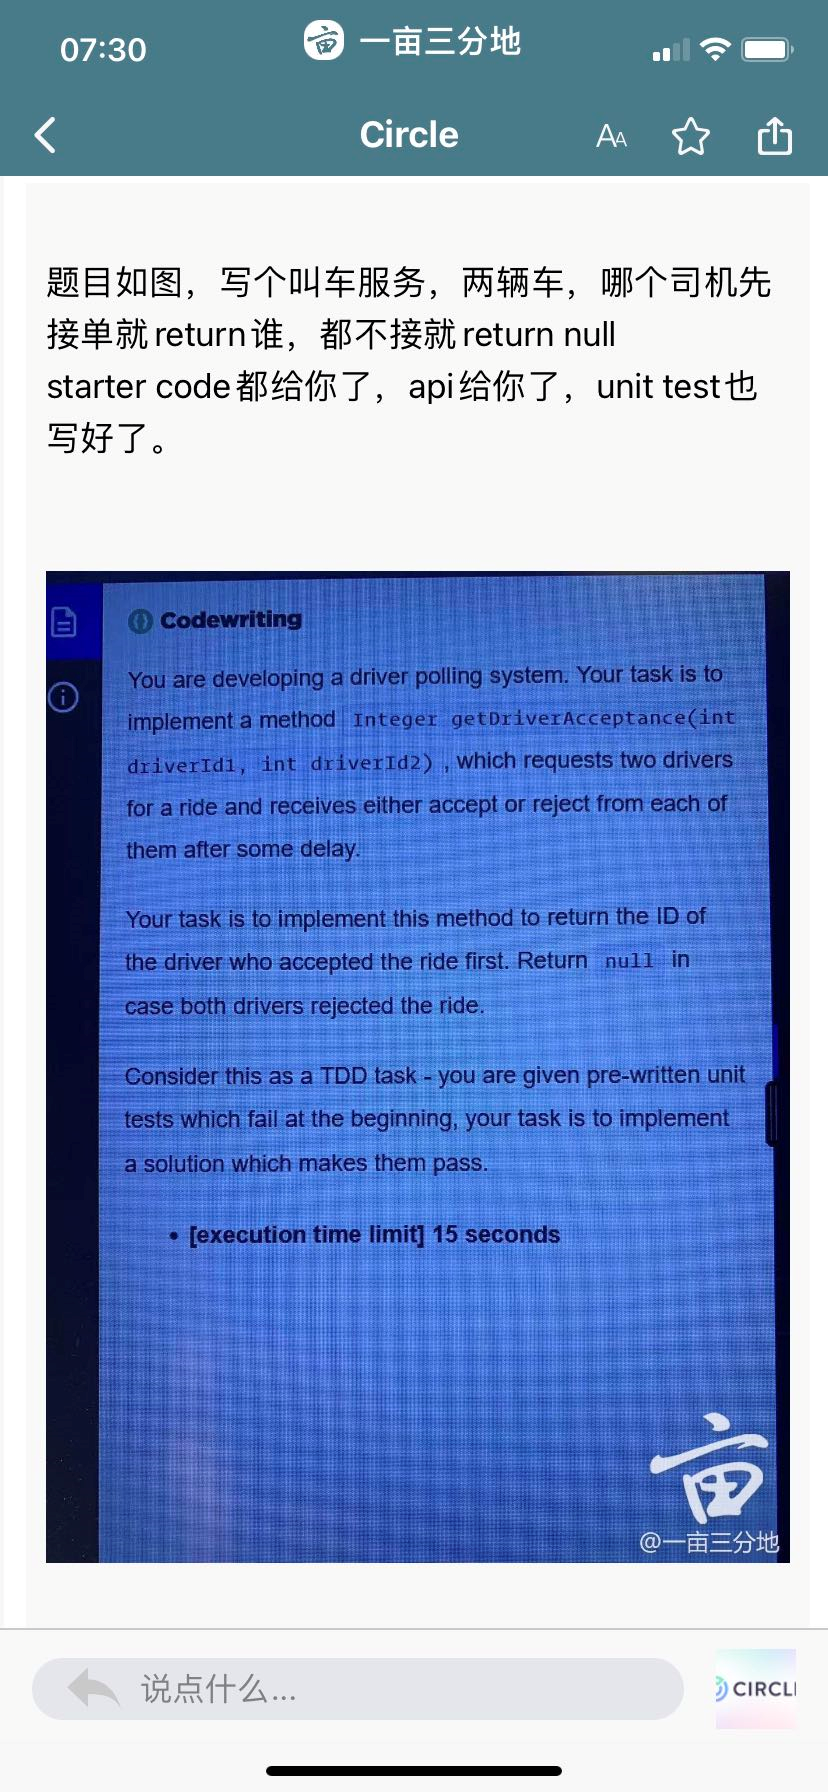 07:30
一亩三分地
Circle
AA
题目如图，写个叫车服务，两辆车，哪个司机先
接单就return谁，都不接就return null
starter code都给你了，api给你了，unit test也
写好了。
Codewriting
You are developing a driver polling system. Your task is to
implement a method Integer getDriverAcceptance(int
driverId1, int driverId2) , which requests two drivers
for a ride and receives either accept or reject from each of
them after some delay.
Your task is to implement this method to return the ID of
the driver who accepted the ride first. Return null in
case both drivers rejected the ride.
Consider this as a TDD task - you are given pre-written unit
tests which fail at the beginning, your task is to implement
a solution which makes them pass.
• [execution time limit] 15 seconds
亩
@一亩三分地
说点什么...
CIRCL